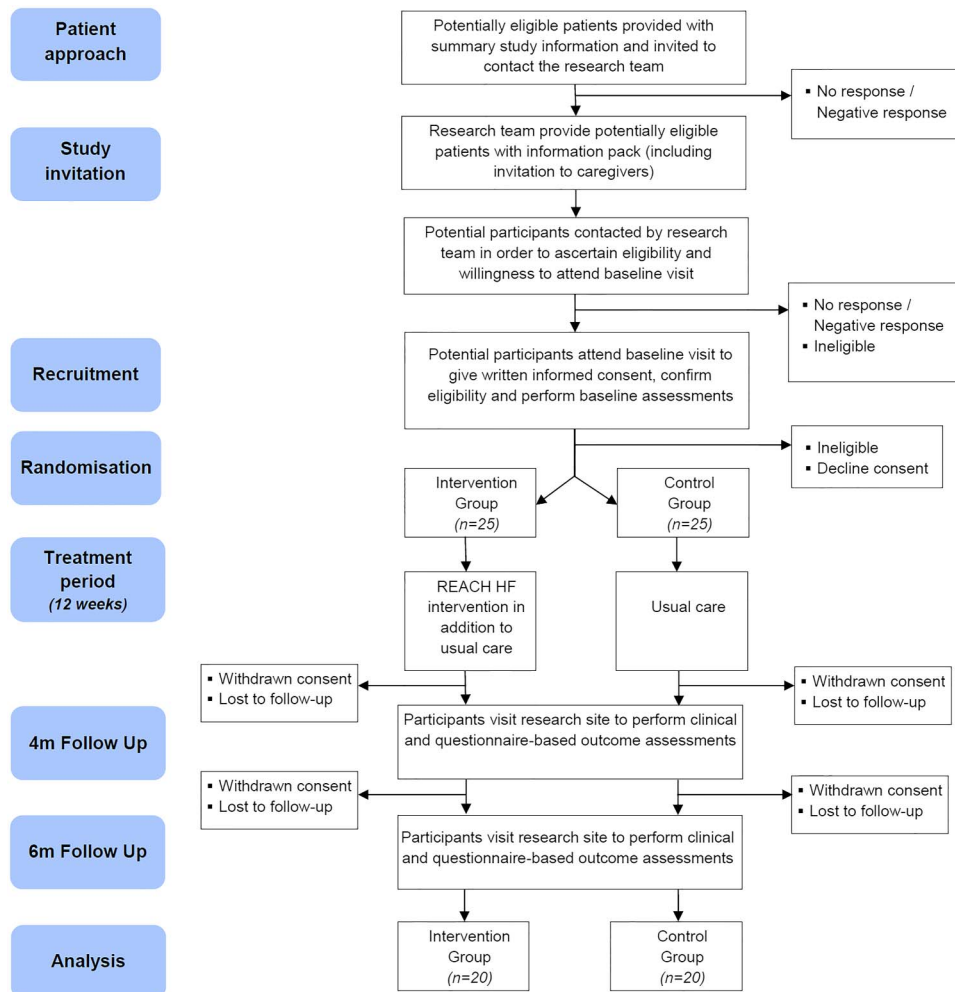 Patient
approach
Potentially eligible patients provided with
summary study information and invited to
contact the research team
▪ No response /
Negative response
Study
invitation
Research team provide potentially eligible
patients with information pack (including
invitation to caregivers)
Potential participants contacted by research
team in order to ascertain eligibility and
willingness to attend baseline visit
▪ No response /
Negative response
▪ Ineligible
Recruitment
Potential participants attend baseline visit to
give written informed consent, confirm
eligibility and perform baseline assessments
Randomisation
▪ Ineligible
▪ Decline consent
Intervention
Group
(n=25)
Control
Group
(n=25)
Treatment
period
(12 weeks)
REACH HF
intervention in
addition to
usual care
Usual care
▪ Withdrawn consent
▪ Lost to follow-up
▪ Withdrawn consent
▪ Lost to follow-up
4m Follow Up
Participants visit research site to perform clinical
and questionnaire-based outcome assessments
▪ Withdrawn consent
▪ Lost to follow-up
▪ Withdrawn consent
▪ Lost to follow-up
6m Follow Up
Participants visit research site to perform clinical
and questionnaire-based outcome assessments
Analysis
Intervention
Group
(n=20)
Control
Group
(n=20)